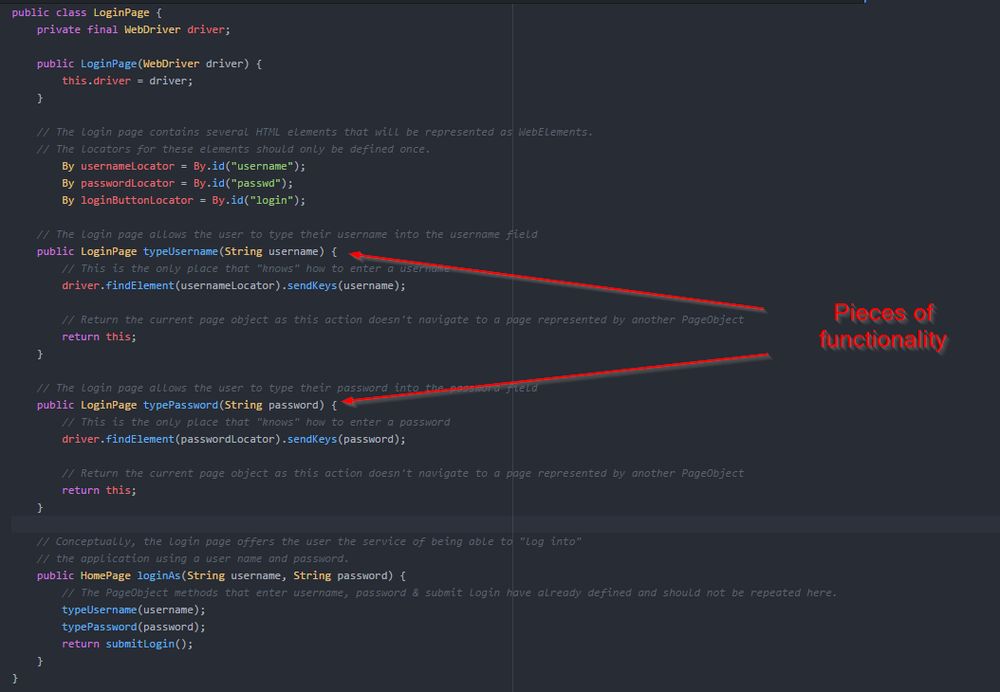 public class LoginPage {
private final WebDriver driver;
public LoginPage(WebDriver driver) {
this.driver = driver;
}
// The login page contains several HTML elements that will be represented as WebElements.
// The locators for these elements should only be defined once.
By usernameLocator = By.id("username");
By passwordLocator = By.id("passwd");
By loginButtonLocator = By.id("login");
// The login page allows the user to type their username into the username field
public LoginPage typeUsername(String username) {
// This is the only place that "knows" how to enter a username
driver.findElement(usernameLocator).sendKeys(username);
// Return the current page object as this action doesn't navigate to a page represented by another PageObject
return this;
}
// The login page allows the user to type their password into the password field
public LoginPage typePassword(String password) {
// This is the only place that "knows" how to enter a password
driver.findElement(passwordLocator).sendKeys(password);
// Return the current page object as this action doesn't navigate to a page represented by another PageObject
return this;
}
// Conceptually, the login page offers the user the service of being able to "log into"
// the application using a user name and password.
public HomePage loginAs(String username, String password) {
// The PageObject methods that enter username, password & submit login have already defined and should not be repeated here.
typeUsername(username);
typePassword(password);
return submitLogin();
}
}
Pieces of
functionality